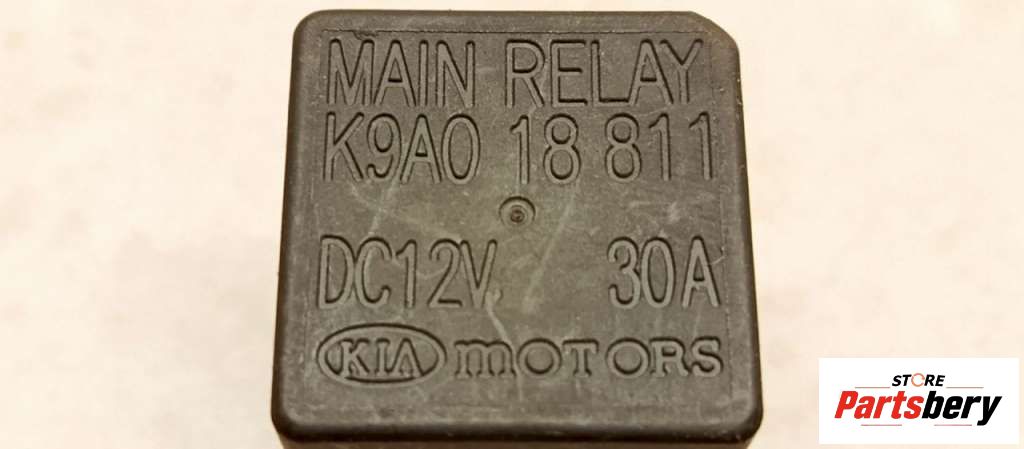 MAIN RELAY
K9A0 18 811
DC12V 30A
KIA MOTORS
STORE
Partsbery